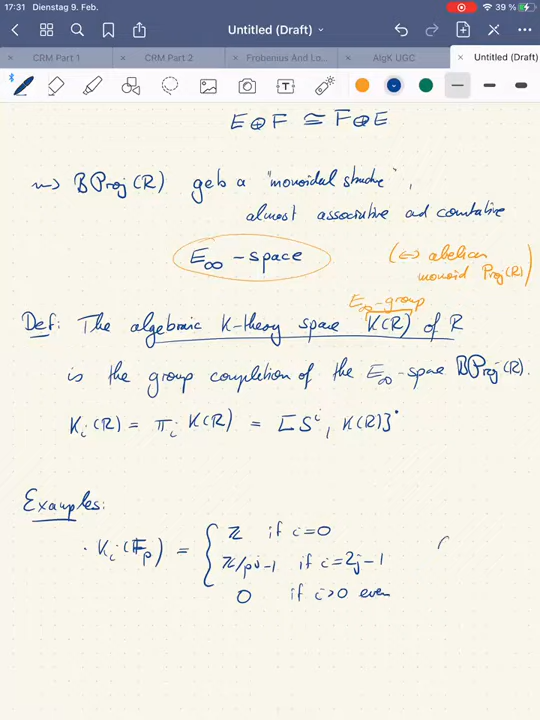 17:31 Dienstag 9. Feb.
39 %
Untitled (Draft)
CRM Part 1
CRM Part 2
Frobenius And Lo...
AlgK UGC
Untitled (Draft)
E ⊕ F ≅ F ⊕ E
⇝ B Proj(R) gets a "monoidal structure",
almost associative and comutative
E∞ - space
(↔ abelian
monoid Proj(R))
E∞-group
Def: The algebraic K-theory space K(R) of R
is the group completion of the E∞-space BProj(R).
Kᵢ(R) = πᵢ K(R) = [Sⁱ, K(R)]•
Examples:
· Kᵢ(𝔽ₚ) = { ℤ if i=0
ℤ/pʲ-1 if i=2j-1
0 if i>0 even